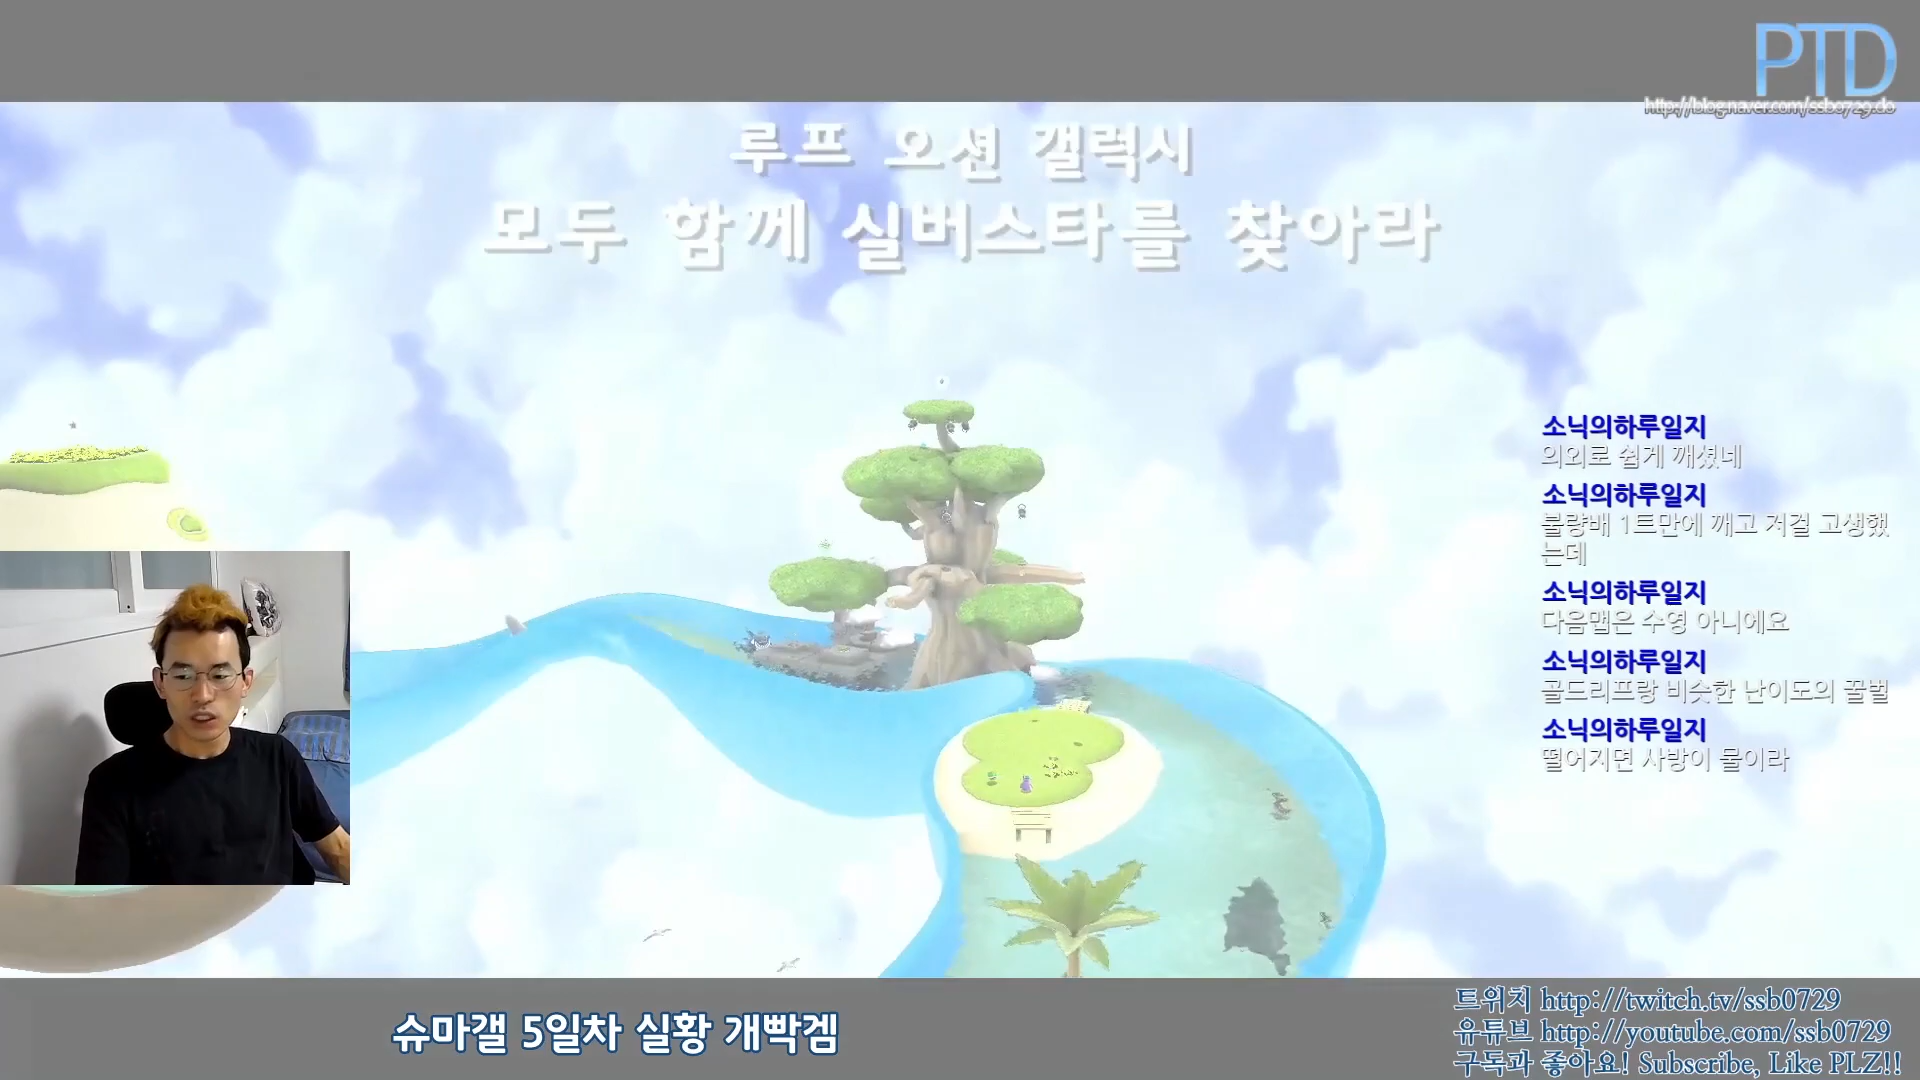 PTD
http://blog.naver.com/ssb0729.do
루프 오션 갤럭시
모두 함께 실버스타를 찾아라
소닉의하루일지
의외로 쉽게 깨셨네
소닉의하루일지
불량배 1트만에 깨고 저걸 고생했
는데
소닉의하루일지
다음맵은 수영 아니에요
소닉의하루일지
골드리프랑 비슷한 난이도의 꿀벌
소닉의하루일지
떨어지면 사방이 물이라
슈마갤 5일차 실황 개빡겜
트위치 http://twitch.tv/ssb0729
유튜브 http://youtube.com/ssb0729
구독과 좋아요! Subscribe, Like PLZ!!